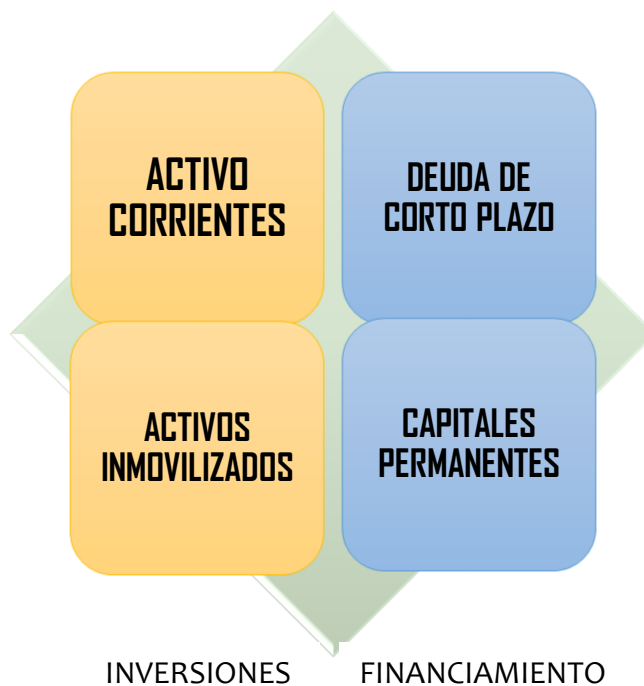 ACTIVO
CORRIENTES
DEUDA DE
CORTO PLAZO
ACTIVOS
INMOVILIZADOS
CAPITALES
PERMANENTES
INVERSIONES
FINANCIAMIENTO